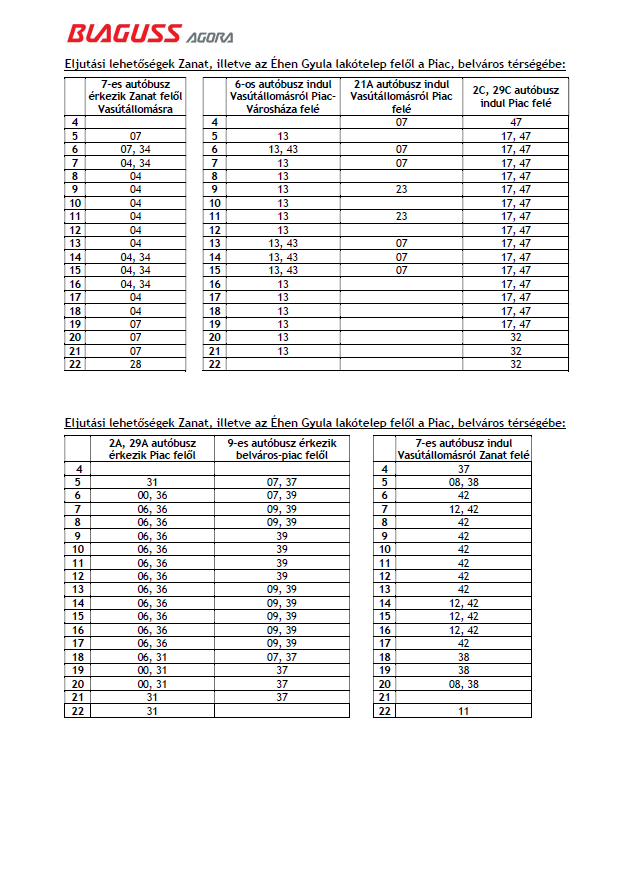 BLAGUSS AGORA
Eljutási lehetőségek Zanat, illetve az Éhen Gyula lakótelep felől a Piac, belváros térségébe:
7-es autóbusz 6-os autóbusz indul 21A autóbusz indul 2C, 29C autóbusz
érkezik Zanat felől Vasútállomásról Piac- Vasútállomásról Piac indul Piac felé
Vasútállomásra Városháza felé felé
4 4 07 47
5 07 5 13 17, 47
6 07, 34 6 13, 43 07 17, 47
7 04, 34 7 13 07 17, 47
8 04 8 13 17, 47
9 04 9 13 23 17, 47
10 04 10 13 17, 47
11 04 11 13 23 17, 47
12 04 12 13 17, 47
13 04 13 13, 43 07 17, 47
14 04, 34 14 13, 43 07 17, 47
15 04, 34 15 13, 43 07 17, 47
16 04, 34 16 13 17, 47
17 04 17 13 17, 47
18 04 18 13 17, 47
19 07 19 13 17, 47
20 07 20 13 32
21 07 21 13 32
22 28 22 32
Eljutási lehetőségek Zanat, illetve az Éhen Gyula lakótelep felől a Piac, belváros térségébe:
2A, 29A autóbusz 9-es autóbusz érkezik 7-es autóbusz indul
érkezik Piac felől belváros-piac felől Vasútállomásról Zanat felé
4 4 37
5 31 07, 37 5 08, 38
6 00, 36 07, 39 6 42
7 06, 36 09, 39 7 12, 42
8 06, 36 09, 39 8 42
9 06, 36 39 9 42
10 06, 36 39 10 42
11 06, 36 39 11 42
12 06, 36 39 12 42
13 06, 36 09, 39 13 42
14 06, 36 09, 39 14 12, 42
15 06, 36 09, 39 15 12, 42
16 06, 36 09, 39 16 12, 42
17 06, 36 09, 39 17 42
18 06, 31 07, 37 18 38
19 00, 31 37 19 38
20 00, 31 37 20 08, 38
21 31 37 21
22 31 22 11